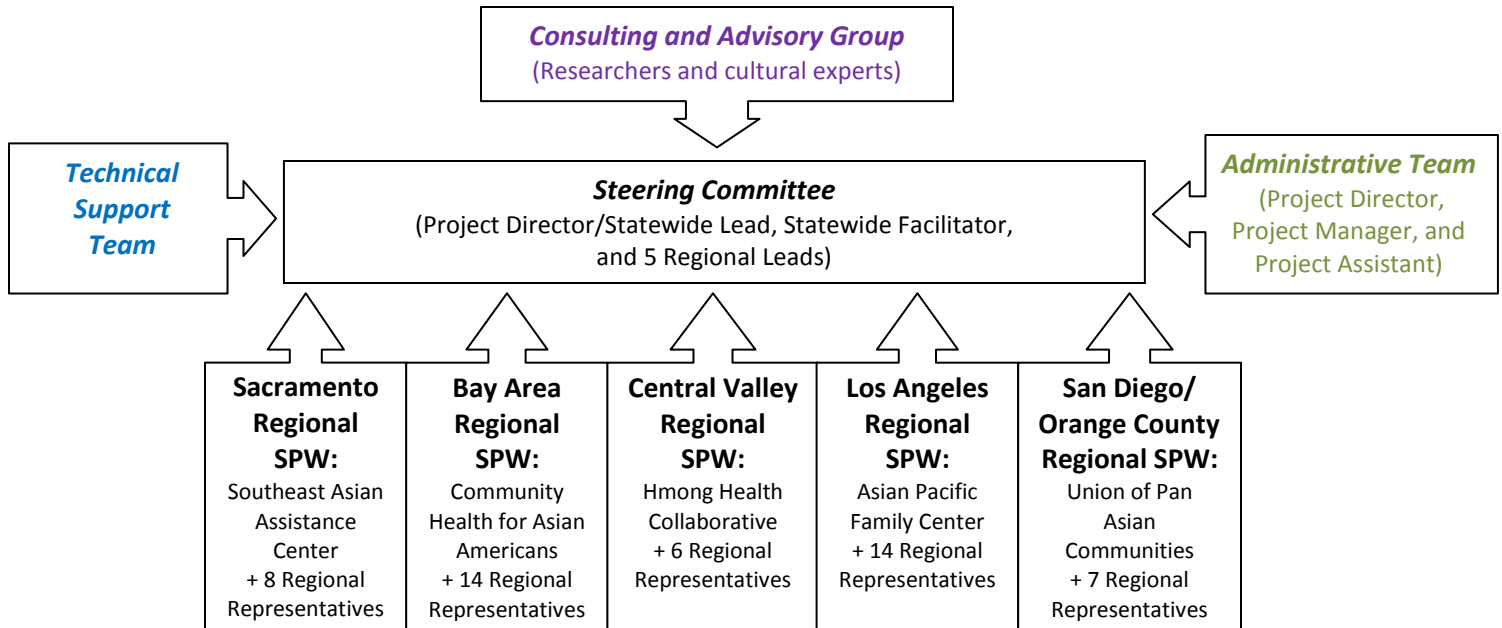 Consulting and Advisory Group
(Researchers and cultural experts)
Technical
Support
Team
Steering Committee
(Project Director/Statewide Lead, Statewide Facilitator,
and 5 Regional Leads)
Administrative Team
(Project Director,
Project Manager, and
Project Assistant)
Sacramento
Regional
SPW:
Southeast Asian
Assistance
Center
+ 8 Regional
Representatives
Bay Area
Regional
SPW:
Community
Health for Asian
Americans
+ 14 Regional
Representatives
Central Valley
Regional
SPW:
Hmong Health
Collaborative
+ 6 Regional
Representatives
Los Angeles
Regional
SPW:
Asian Pacific
Family Center
+ 14 Regional
Representatives
San Diego/
Orange County
Regional SPW:
Union of Pan
Asian
Communities
+ 7 Regional
Representatives